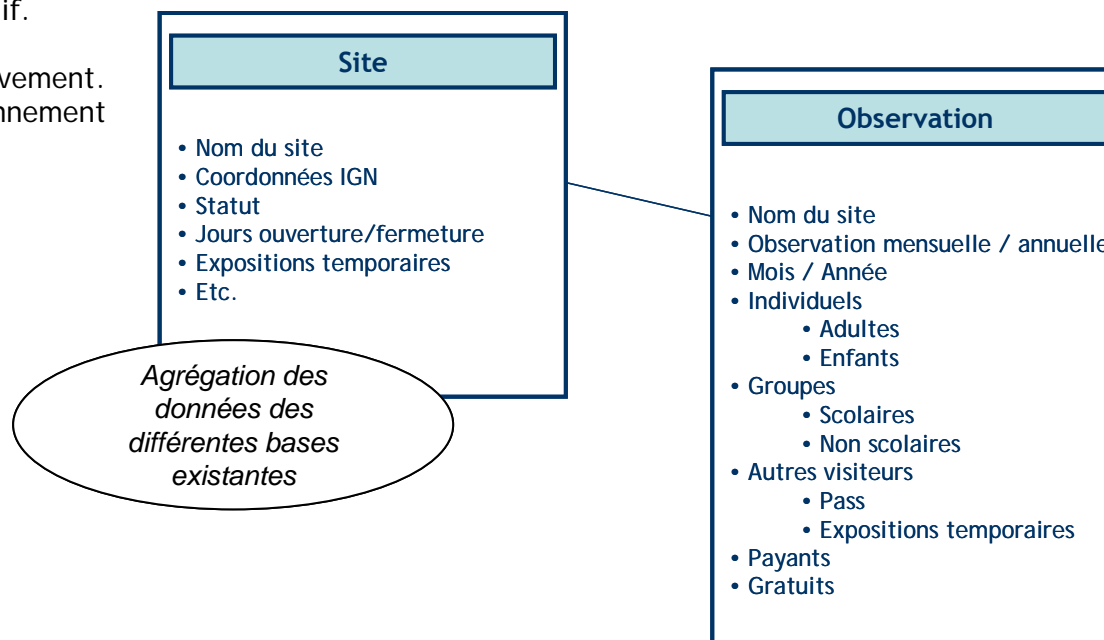 if.
vement.
nnement
Site
• Nom du site
• Coordonnées IGN
• Statut
• Jours ouverture/fermeture
• Expositions temporaires
• Etc.
Agrégation des
données des
différentes bases
existantes
Observation
• Nom du site
• Observation mensuelle / annuelle
• Mois / Année
• Individuels
• Adultes
• Enfants
• Groupes
• Scolaires
• Non scolaires
• Autres visiteurs
• Pass
• Expositions temporaires
• Payants
• Gratuits